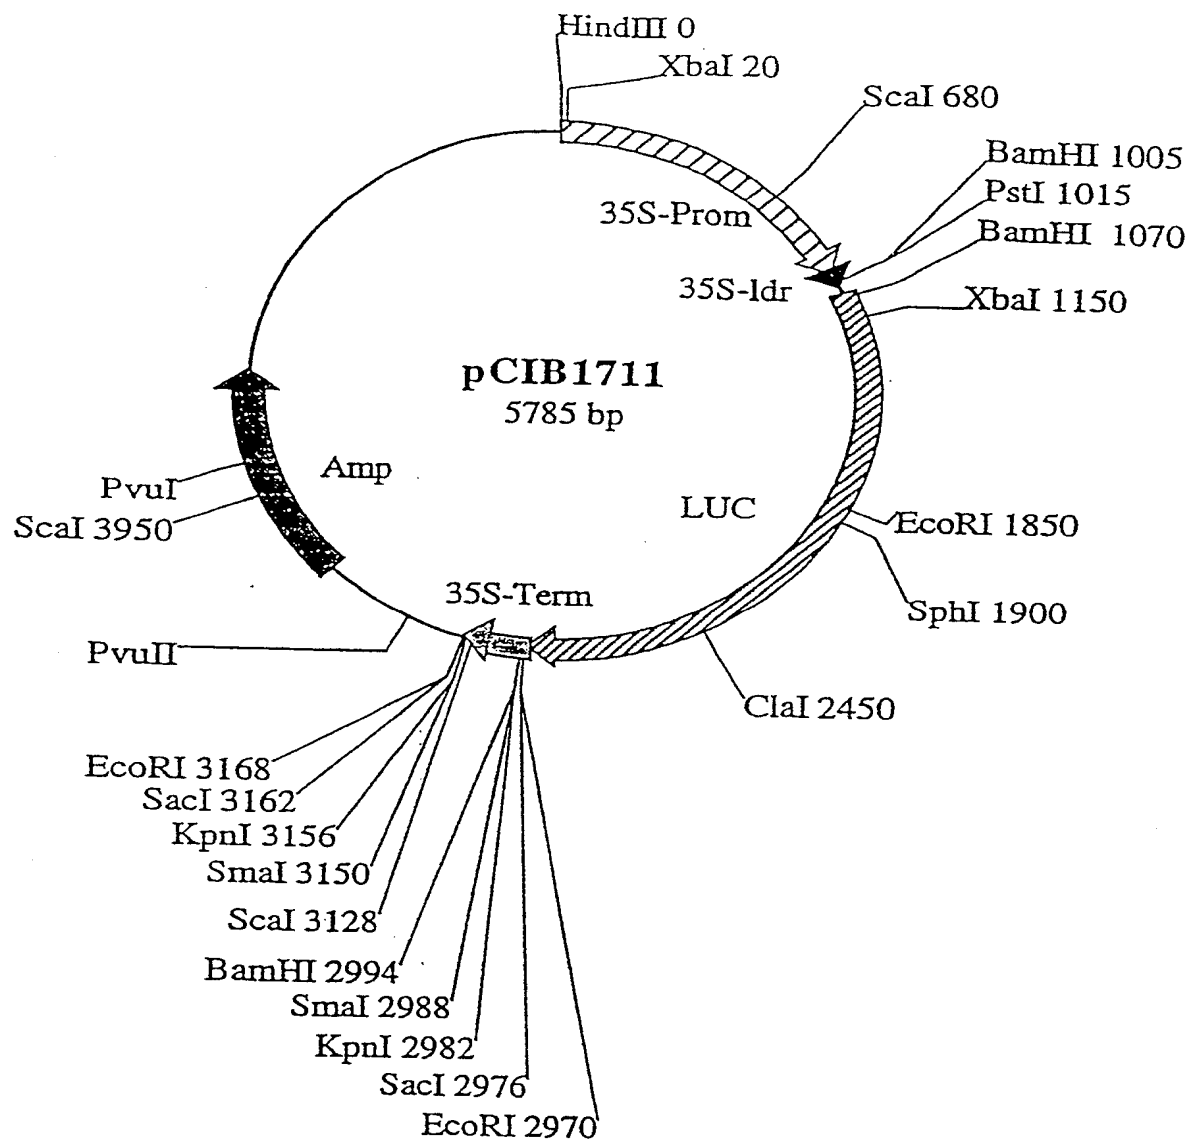 HindIII 0
XbaI 20
ScaI 680
BamHI 1005
PstI 1015
BamHI 1070
XbaI 1150
35S-Prom
35S-ldr
pCIB1711
5785 bp
Amp
LUC
PvuI
ScaI 3950
EcoRI 1850
SphI 1900
35S-Term
PvuII
ClaI 2450
EcoRI 3168
SacI 3162
KpnI 3156
SmaI 3150
ScaI 3128
BamHI 2994
SmaI 2988
KpnI 2982
SacI 2976
EcoRI 2970